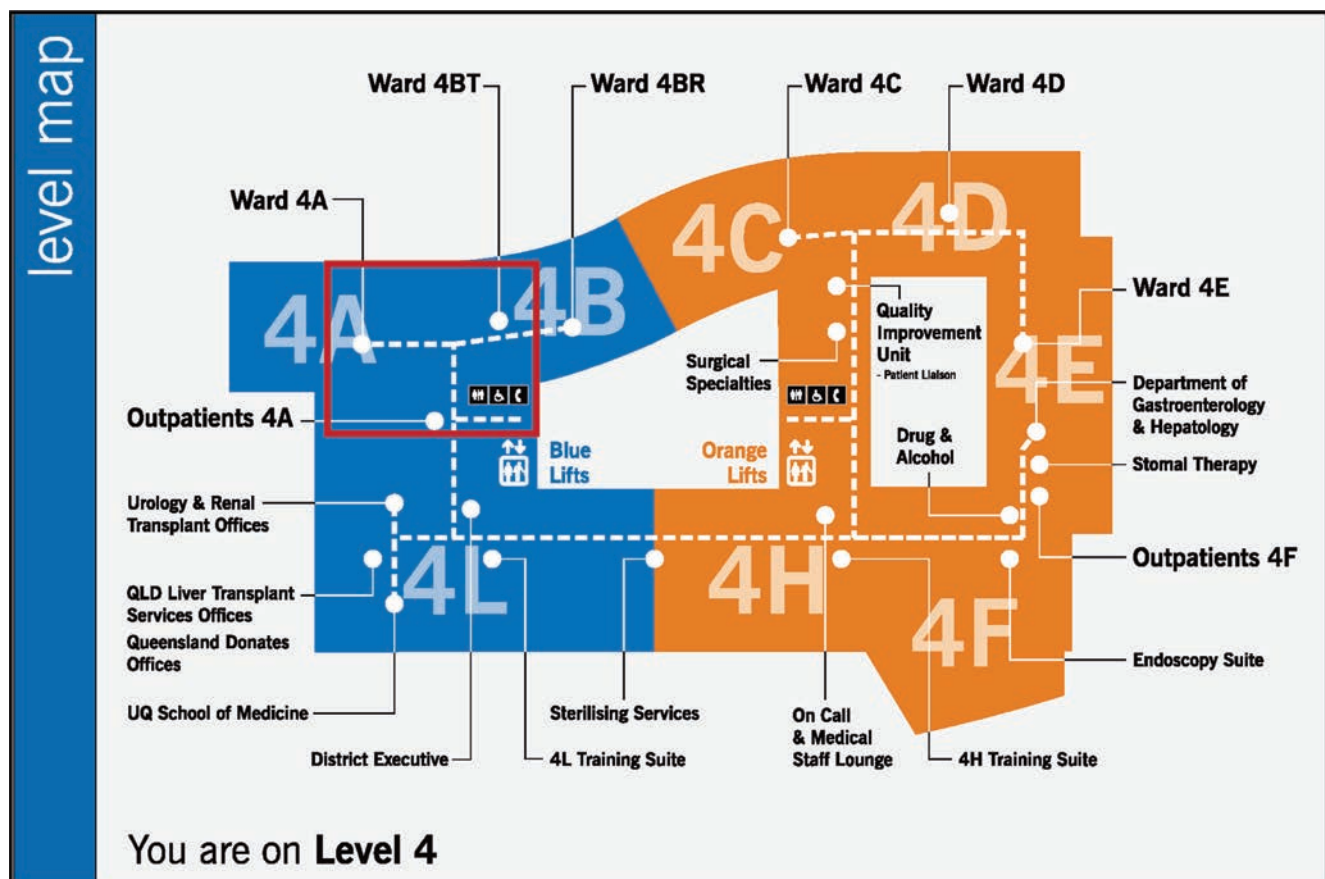 level map
Ward 4BT
Ward 4BR
Ward 4C
Ward 4D
Ward 4A
4A
4B
4C
4D
Ward 4E
4E
Quality
Improvement
Unit
- Patient Liaison
Surgical
Specialties
Department of
Gastroenterology
& Hepatology
Outpatients 4A
Blue
Lifts
Orange
Lifts
Drug &
Alcohol
Stomal Therapy
Urology & Renal
Transplant Offices
Outpatients 4F
4L
4H
4F
QLD Liver Transplant
Services Offices
Queensland Donates
Offices
Endoscopy Suite
UQ School of Medicine
Sterilising Services
On Call
& Medical
Staff Lounge
District Executive
4L Training Suite
4H Training Suite
You are on Level 4